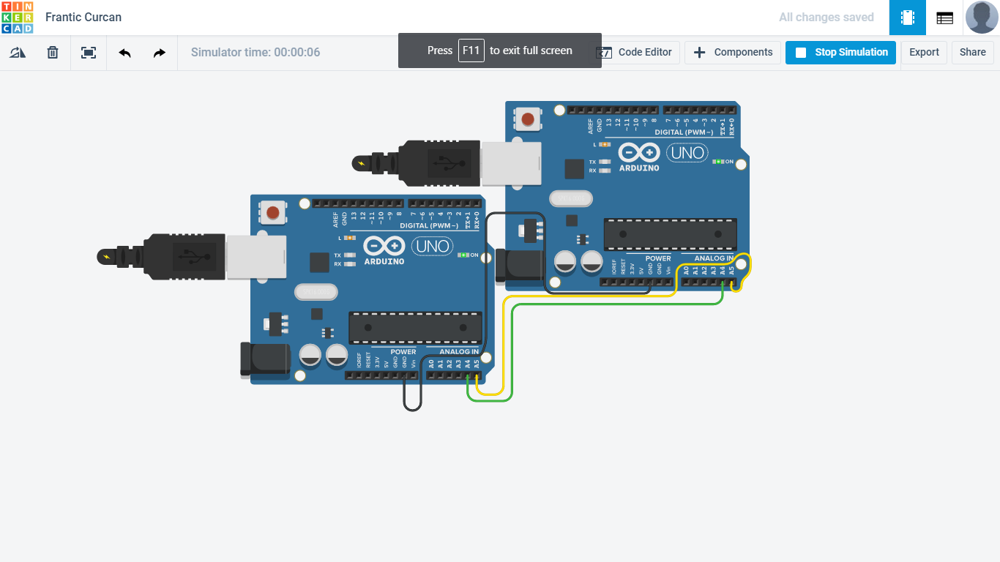 TIN
KER
CAD
Frantic Curcan
All changes saved
Simulator time: 00:00:06
Press F11 to exit full screen
Code Editor
Components
Stop Simulation
Export
Share
AREF
GND
13
12
~11
~10
~9
8
7
~6
~5
4
~3
2
TX→1
RX←0
DIGITAL (PWM~)
L
TX
RX
ARDUINO
UNO
ON
POWER
ANALOG IN
IOREF
RESET
3.3V
5V
GND
GND
Vin
A0
A1
A2
A3
A4
A5
AREF
GND
13
12
~11
~10
~9
8
7
~6
~5
4
~3
2
TX→1
RX←0
DIGITAL (PWM~)
L
TX
RX
ARDUINO
UNO
ON
POWER
ANALOG IN
IOREF
RESET
3.3V
5V
GND
GND
Vin
A0
A1
A2
A3
A4
A5